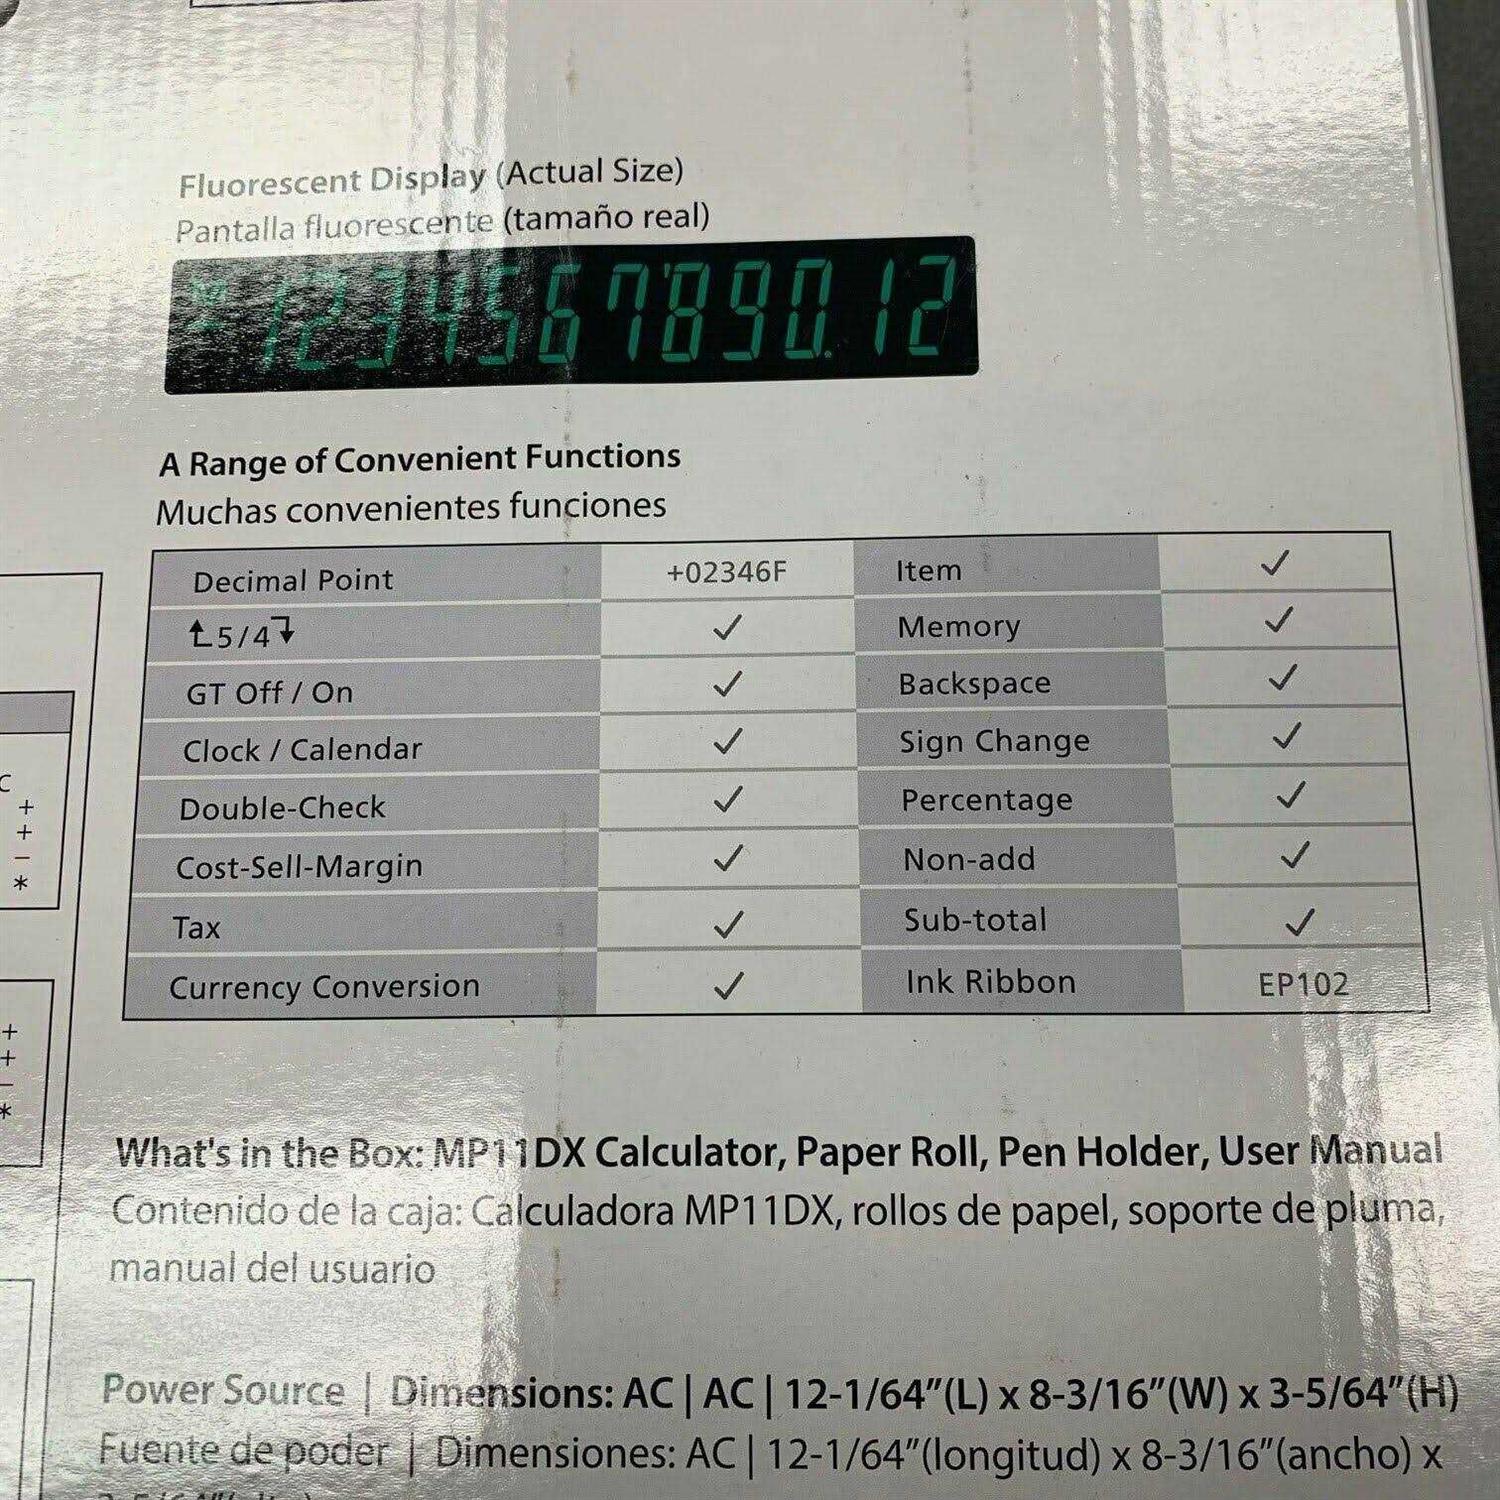 Fluorescent Display (Actual Size)
Pantalla fluorescente (tamaño real)
1234567'890.12
A Range of Convenient Functions
Muchas convenientes funciones
Decimal Point +02346F Item ✓
↑5/4↓ ✓ Memory ✓
GT Off / On ✓ Backspace ✓
Clock / Calendar ✓ Sign Change ✓
Double-Check ✓ Percentage ✓
Cost-Sell-Margin ✓ Non-add ✓
Tax ✓ Sub-total ✓
Currency Conversion ✓ Ink Ribbon EP102
C
+
+
–
*
+
+
–
*
What's in the Box: MP11DX Calculator, Paper Roll, Pen Holder, User Manual
Contenido de la caja: Calculadora MP11DX, rollos de papel, soporte de pluma,
manual del usuario
Power Source | Dimensions: AC | AC | 12-1/64"(L) x 8-3/16"(W) x 3-5/64"(H)
Fuente de poder | Dimensiones: AC | 12-1/64"(longitud) x 8-3/16"(ancho) x